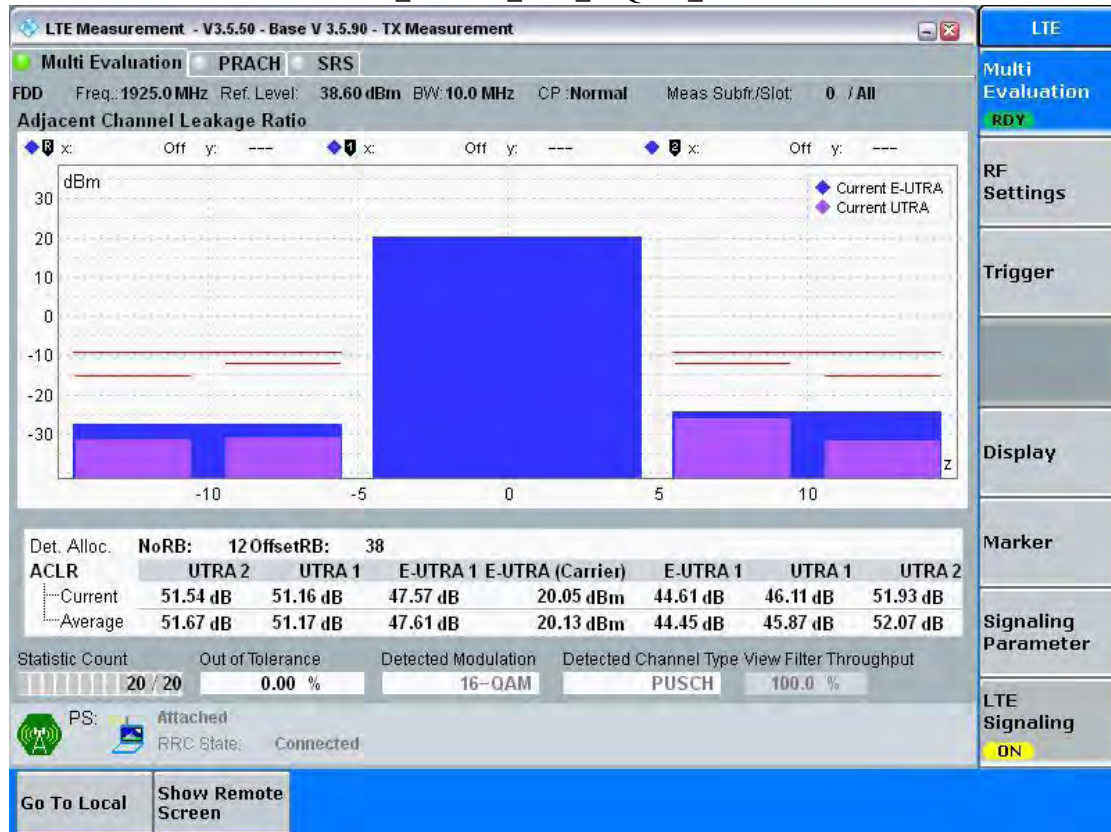 LTE Measurement - V3.5.50 - Base V 3.5.90 - TX Measurement
LTE
Multi Evaluation PRACH SRS
FDD Freq.: 1925.0 MHz Ref. Level: 38.60 dBm BW: 10.0 MHz CP :Normal Meas Subfr./Slot: 0 / All
Adjacent Channel Leakage Ratio
R x: Off y: --- 1 x: Off y: --- 2 x: Off y: ---
dBm
Current E-UTRA
Current UTRA
30
20
10
0
-10
-20
-30
z
-10 -5 0 5 10
Det. Alloc. NoRB: 12 OffsetRB: 38
ACLR UTRA 2 UTRA 1 E-UTRA 1 E-UTRA (Carrier) E-UTRA 1 UTRA 1 UTRA 2
Current 51.54 dB 51.16 dB 47.57 dB 20.05 dBm 44.61 dB 46.11 dB 51.93 dB
Average 51.67 dB 51.17 dB 47.61 dB 20.13 dBm 44.45 dB 45.87 dB 52.07 dB
Statistic Count Out of Tolerance Detected Modulation Detected Channel Type View Filter Throughput
20 / 20 0.00 % 16-QAM PUSCH 100.0 %
PS: Attached
RRC State: Connected
Multi
Evaluation
RDY
RF
Settings
Trigger
Display
Marker
Signaling
Parameter
LTE
Signaling
ON
Go To Local
Show Remote
Screen